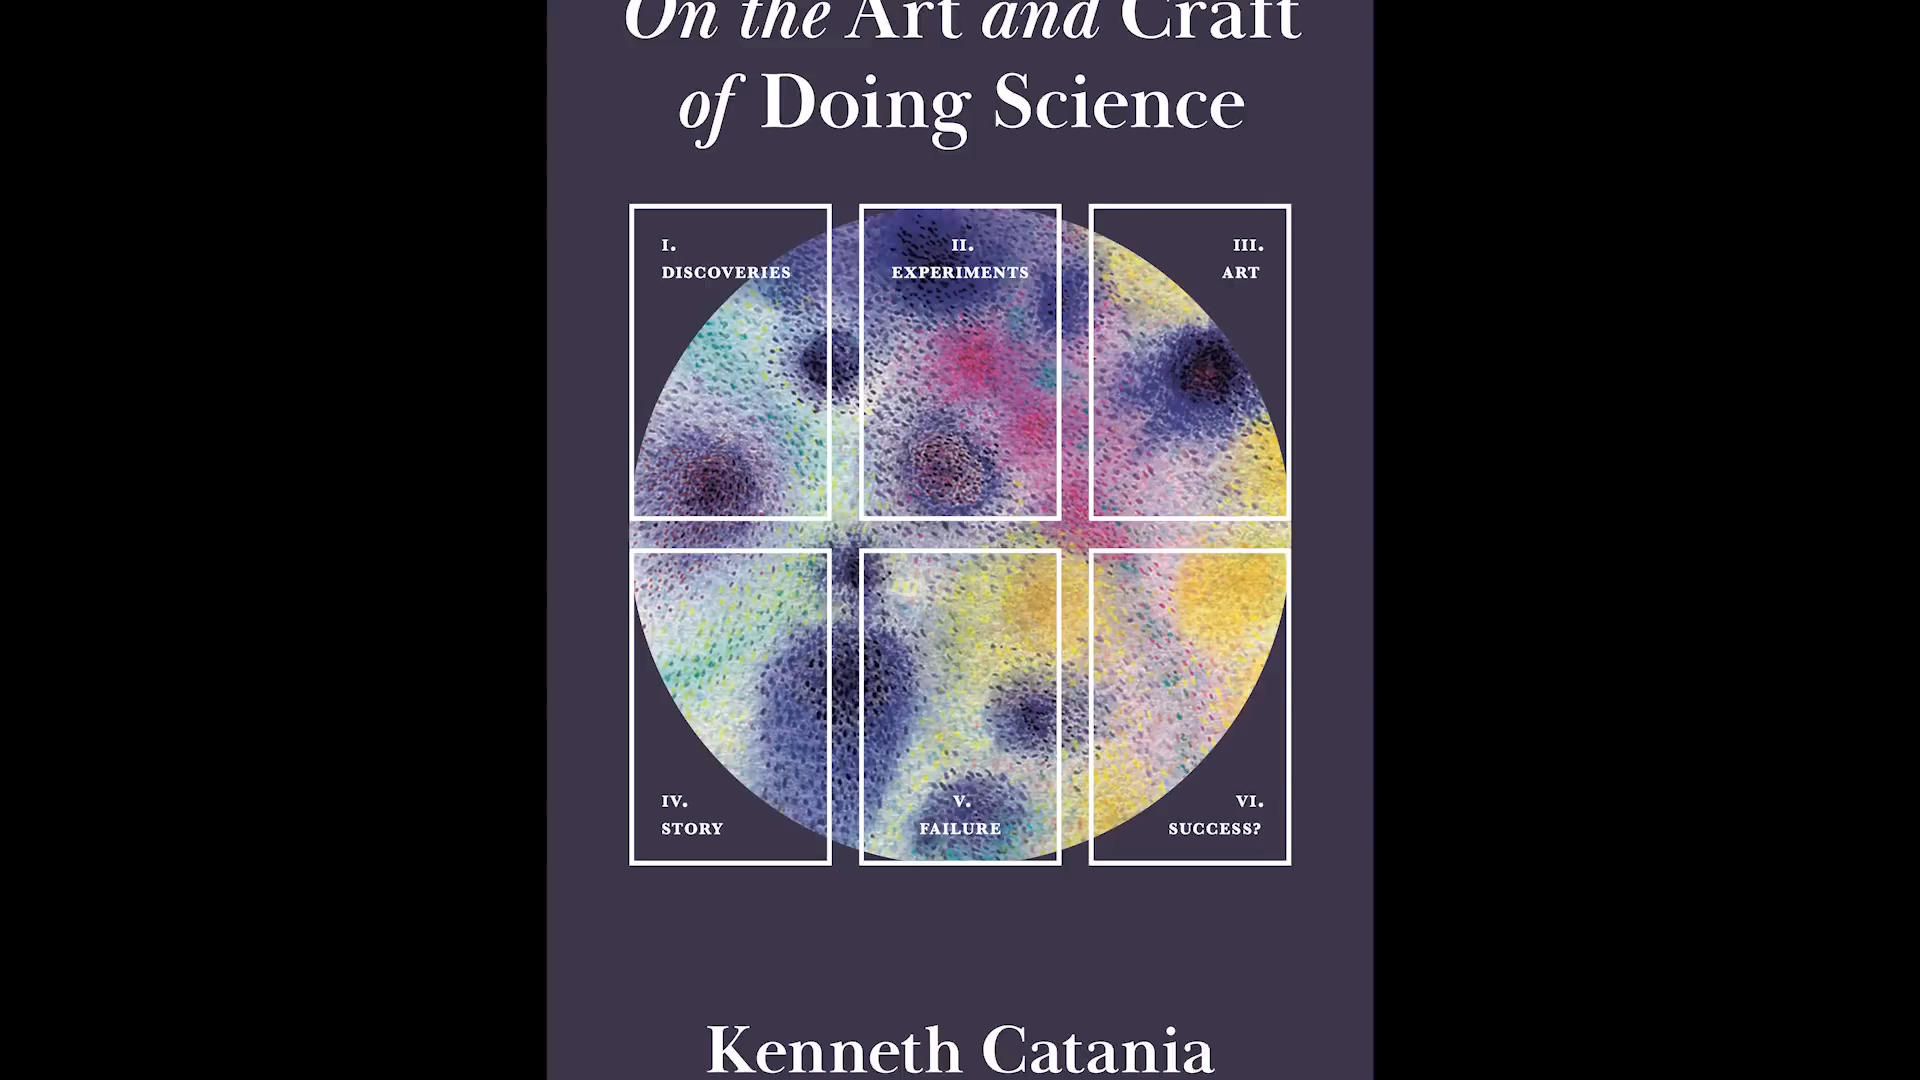 On the Art and Craft
of Doing Science
I.
DISCOVERIES
II.
EXPERIMENTS
III.
ART
IV.
STORY
V.
FAILURE
VI.
SUCCESS?
Kenneth Catania